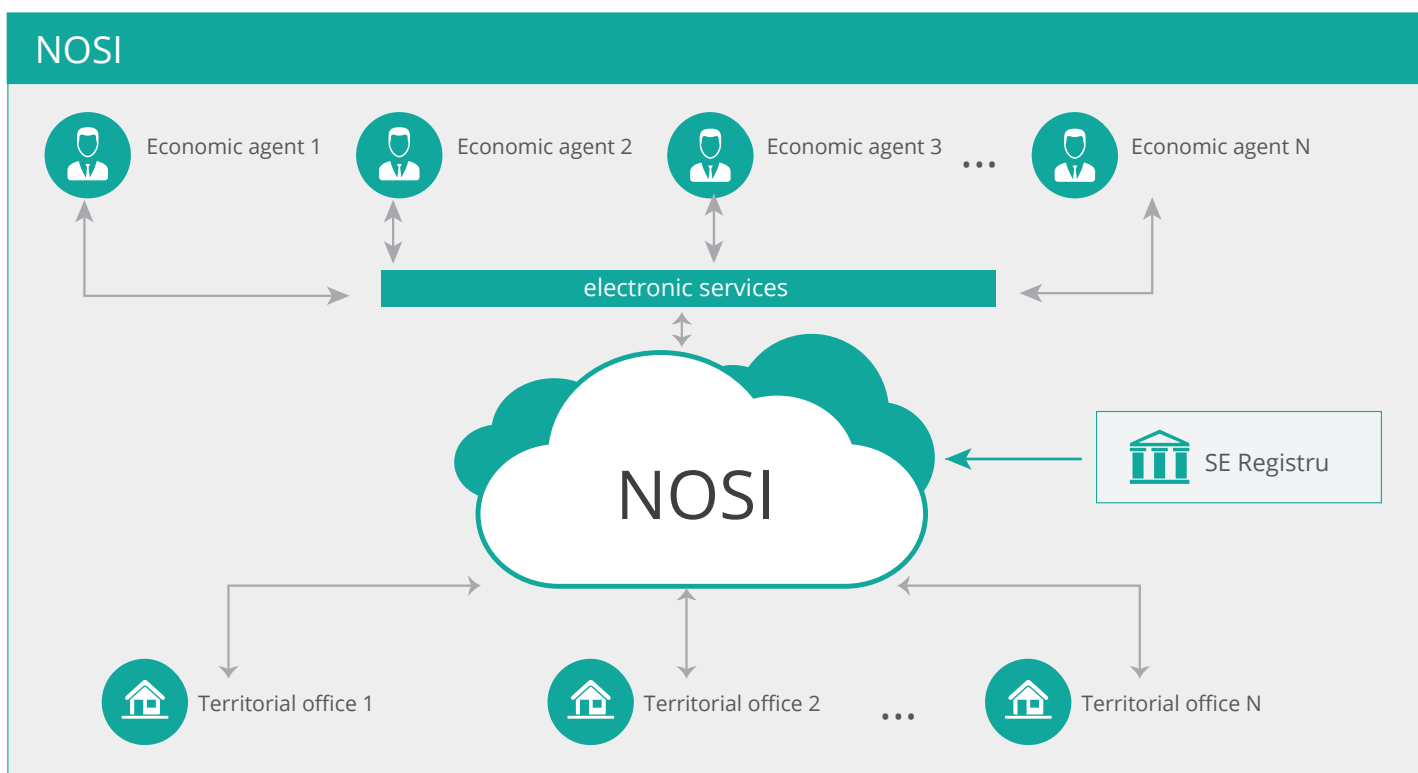 NOSI
Economic agent 1
Economic agent 2
Economic agent 3
...
Economic agent N
electronic services
NOSI
SE Registru
Territorial office 1
Territorial office 2
...
Territorial office N